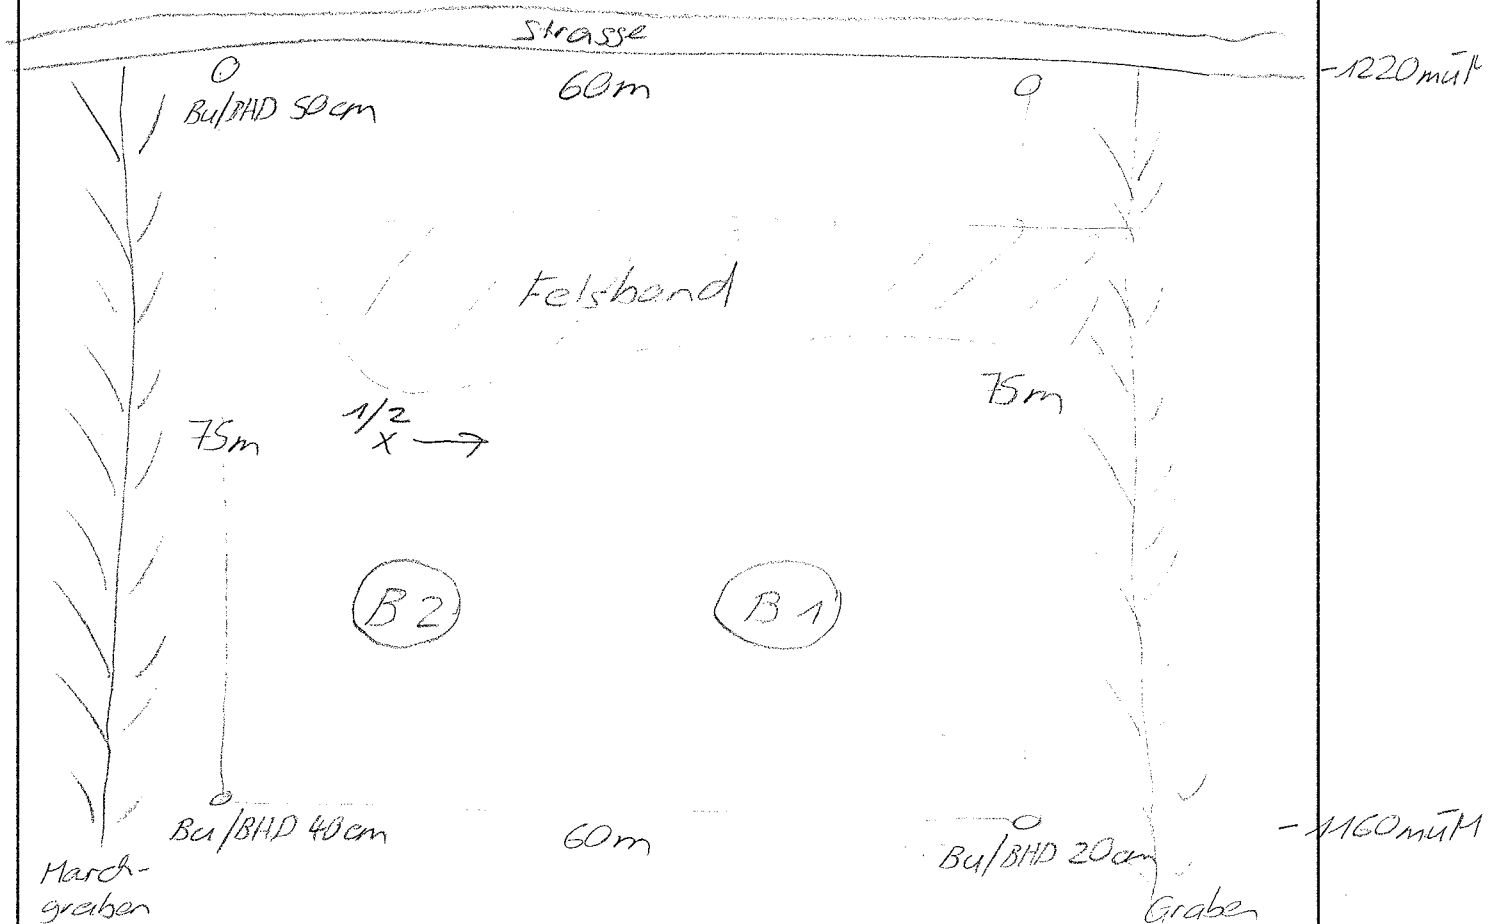 Strasse
60m
-1220müM
Bu/BHD 50cm
Felsband
75m
75m
1/2
x →
B2
B1
Bu/BHD 40cm
60m
Bu/BHD 20cm
-1160müM
March-
graben
Graben